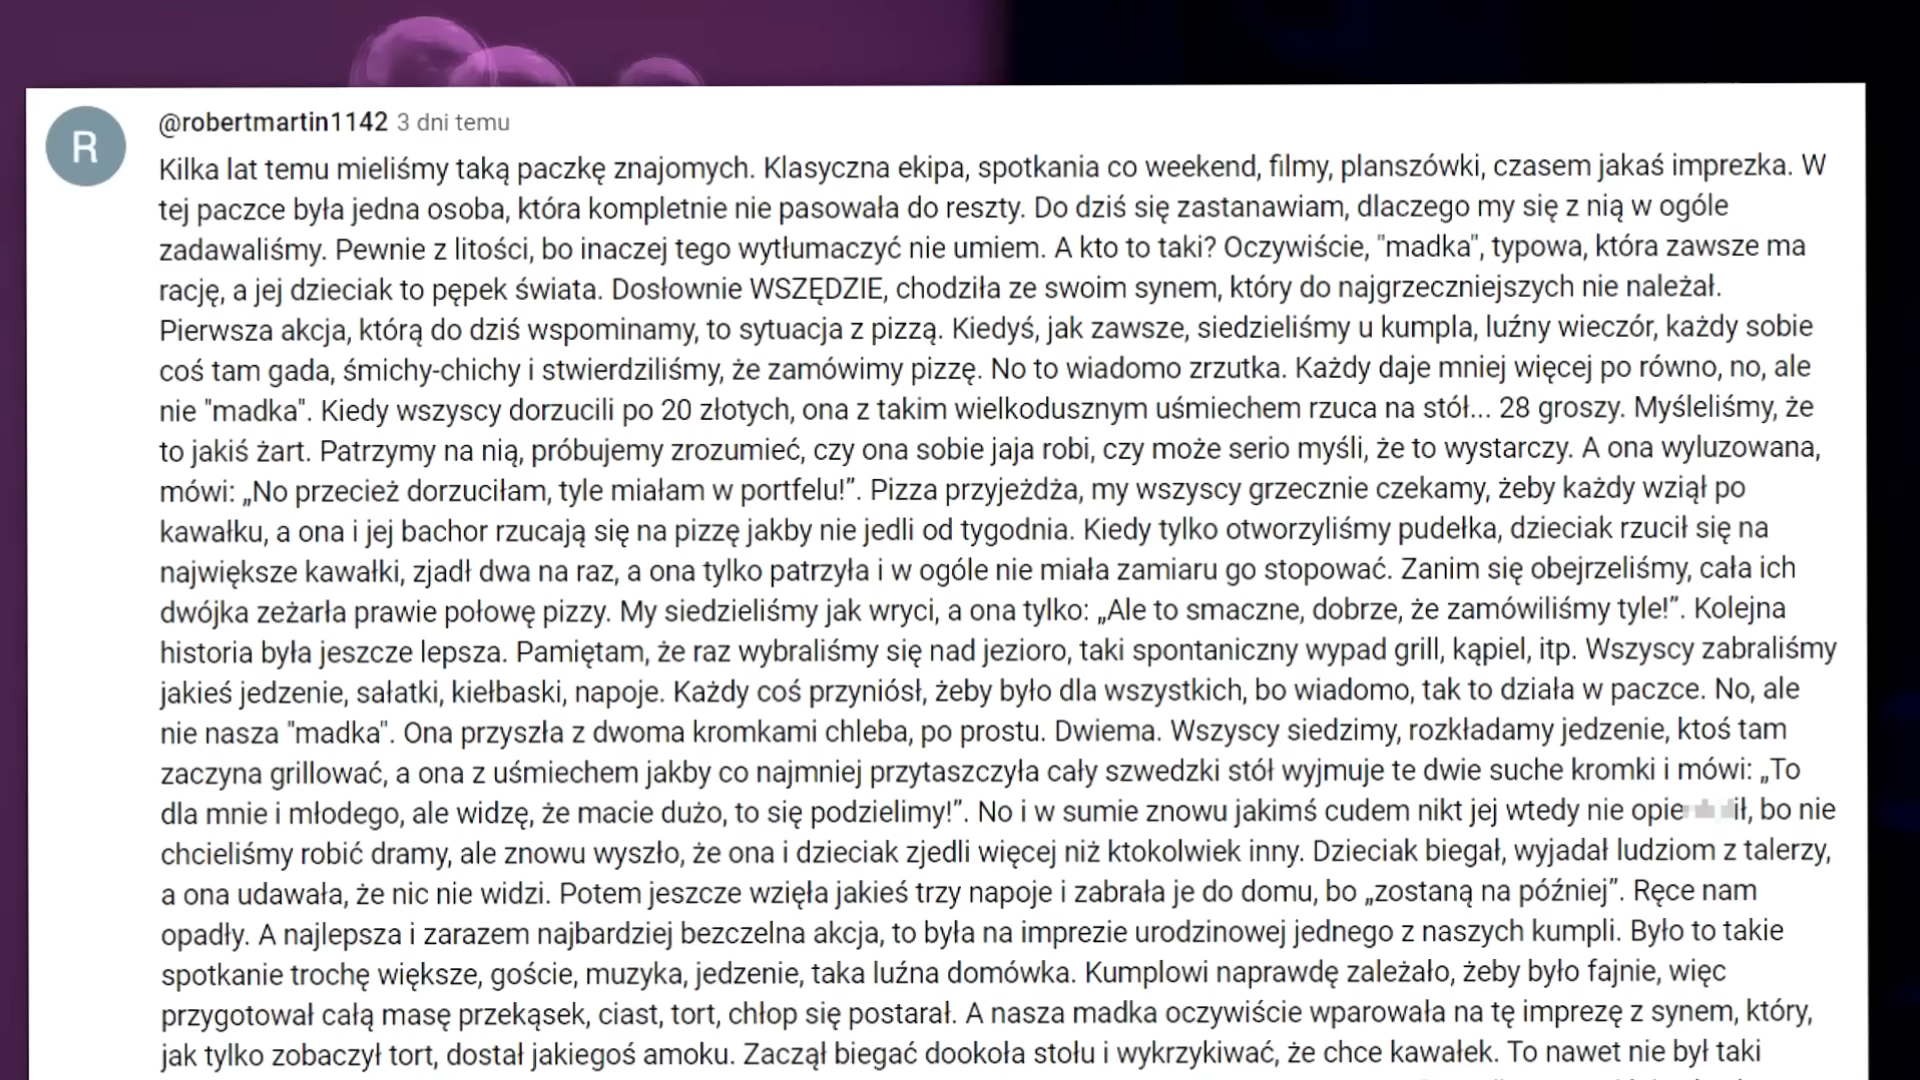 R
@robertmartin1142 3 dni temu
Kilka lat temu mieliśmy taką paczkę znajomych. Klasyczna ekipa, spotkania co weekend, filmy, planszówki, czasem jakaś imprezka. W
tej paczce była jedna osoba, która kompletnie nie pasowała do reszty. Do dziś się zastanawiam, dlaczego my się z nią w ogóle
zadawaliśmy. Pewnie z litości, bo inaczej tego wytłumaczyć nie umiem. A kto to taki? Oczywiście, "madka", typowa, która zawsze ma
rację, a jej dzieciak to pępek świata. Dosłownie WSZĘDZIE, chodziła ze swoim synem, który do najgrzeczniejszych nie należał.
Pierwsza akcja, którą do dziś wspominamy, to sytuacja z pizzą. Kiedyś, jak zawsze, siedzieliśmy u kumpla, luźny wieczór, każdy sobie
coś tam gada, śmichy-chichy i stwierdziliśmy, że zamówimy pizzę. No to wiadomo zrzutka. Każdy daje mniej więcej po równo, no, ale
nie "madka". Kiedy wszyscy dorzucili po 20 złotych, ona z takim wielkodusznym uśmiechem rzuca na stół... 28 groszy. Myśleliśmy, że
to jakiś żart. Patrzymy na nią, próbujemy zrozumieć, czy ona sobie jaja robi, czy może serio myśli, że to wystarczy. A ona wyluzowana,
mówi: „No przecież dorzuciłam, tyle miałam w portfelu!”. Pizza przyjeżdża, my wszyscy grzecznie czekamy, żeby każdy wziął po
kawałku, a ona i jej bachor rzucają się na pizzę jakby nie jedli od tygodnia. Kiedy tylko otworzyliśmy pudełka, dzieciak rzucił się na
największe kawałki, zjadł dwa na raz, a ona tylko patrzyła i w ogóle nie miała zamiaru go stopować. Zanim się obejrzeliśmy, cała ich
dwójka zeżarła prawie połowę pizzy. My siedzieliśmy jak wryci, a ona tylko: „Ale to smaczne, dobrze, że zamówiliśmy tyle!”. Kolejna
historia była jeszcze lepsza. Pamiętam, że raz wybraliśmy się nad jezioro, taki spontaniczny wypad grill, kąpiel, itp. Wszyscy zabraliśmy
jakieś jedzenie, sałatki, kiełbaski, napoje. Każdy coś przyniósł, żeby było dla wszystkich, bo wiadomo, tak to działa w paczce. No, ale
nie nasza "madka". Ona przyszła z dwoma kromkami chleba, po prostu. Dwiema. Wszyscy siedzimy, rozkładamy jedzenie, ktoś tam
zaczyna grillować, a ona z uśmiechem jakby co najmniej przytaszczyła cały szwedzki stół wyjmuje te dwie suche kromki i mówi: „To
dla mnie i młodego, ale widzę, że macie dużo, to się podzielimy!”. No i w sumie znowu jakimś cudem nikt jej wtedy nie bo nie
chcieliśmy robić dramy, ale znowu wyszło, że ona i dzieciak zjedli więcej niż ktokolwiek inny. Dzieciak biegał, wyjadał ludziom z talerzy,
a ona udawała, że nic nie widzi. Potem jeszcze wzięła jakieś trzy napoje i zabrała je do domu, bo „zostaną na później”. Ręce nam
opadły. A najlepsza i zarazem najbardziej bezczelna akcja, to była na imprezie urodzinowej jednego z naszych kumpli. Było to takie
spotkanie trochę większe, goście, muzyka, jedzenie, taka luźna domówka. Kumplowi naprawdę zależało, żeby było fajnie, więc
przygotował całą masę przekąsek, ciast, tort, chłop się postarał. A nasza madka oczywiście wparowała na tę imprezę z synem, który,
jak tylko zobaczył tort, dostał jakiegoś amoku. Zaczął biegać dookoła stołu i wykrzykiwać, że chce kawałek. To nawet nie był taki